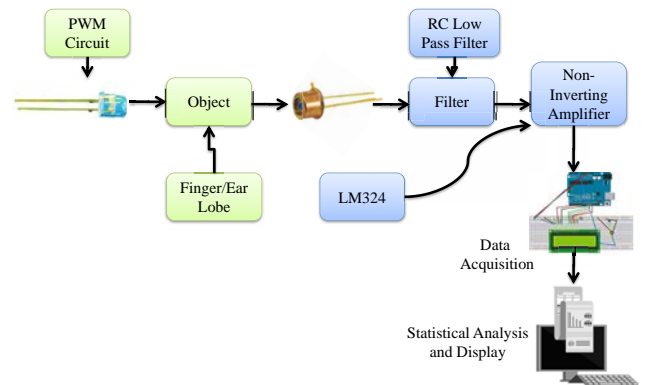 PWM
Circuit
RC Low
Pass Filter
Object
Filter
Non-
Inverting
Amplifier
Finger/Ear
Lobe
LM324
Data
Acquisition
Statistical Analysis
and Display